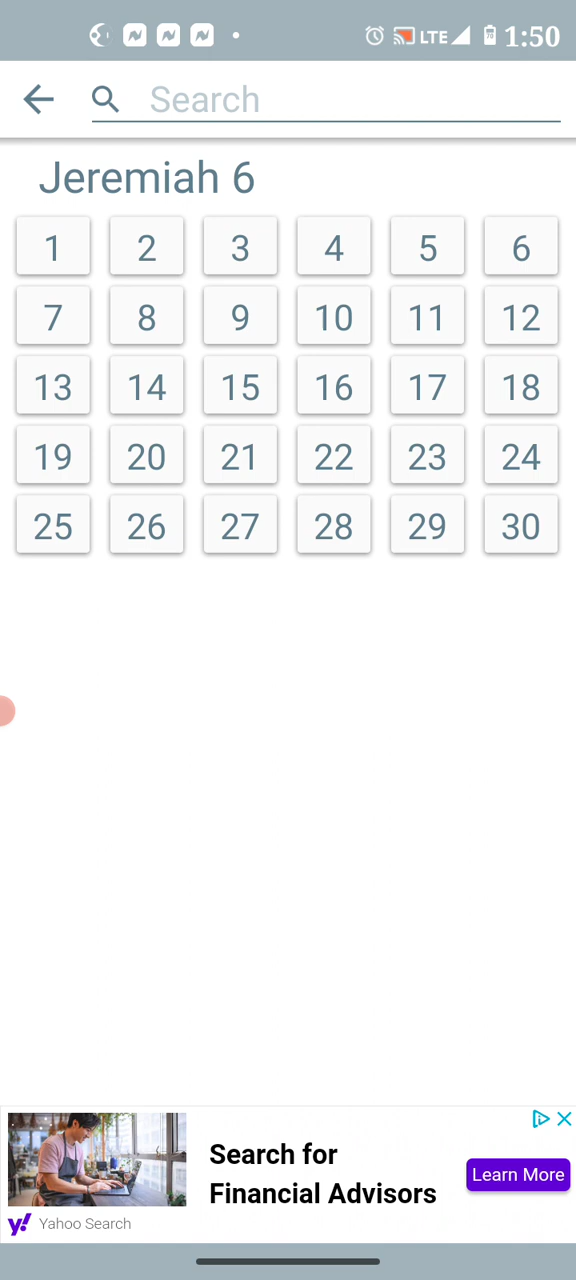 LTE 70 1:50
Search
Jeremiah 6
1 2 3 4 5 6
7 8 9 10 11 12
13 14 15 16 17 18
19 20 21 22 23 24
25 26 27 28 29 30
Search for
Financial Advisors
Learn More
y! Yahoo Search